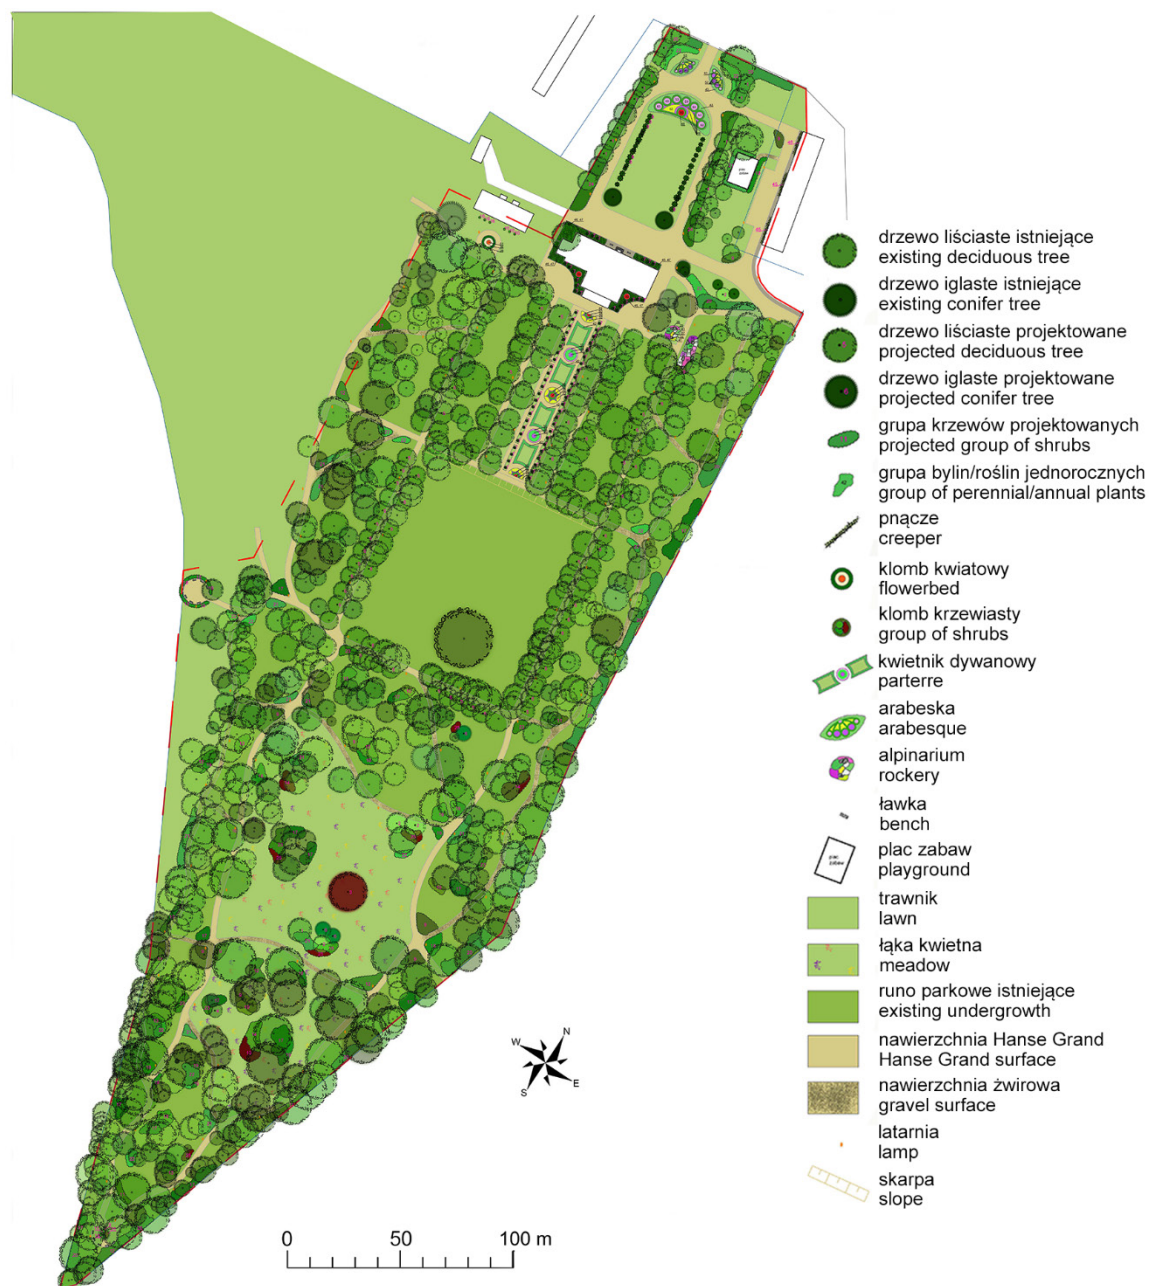 plac
zabaw
drzewo liściaste istniejące
existing deciduous tree
drzewo iglaste istniejące
existing conifer tree
drzewo liściaste projektowane
projected deciduous tree
drzewo iglaste projektowane
projected conifer tree
grupa krzewów projektowanych
projected group of shrubs
grupa bylin/roślin jednorocznych
group of perennial/annual plants
pnącze
creeper
klomb kwiatowy
flowerbed
klomb krzewiasty
group of shrubs
kwietnik dywanowy
parterre
arabeska
arabesque
alpinarium
rockery
ławka
bench
plac
zabaw
plac zabaw
playground
trawnik
lawn
łąka kwietna
meadow
runo parkowe istniejące
existing undergrowth
nawierzchnia Hanse Grand
Hanse Grand surface
nawierzchnia żwirowa
gravel surface
latarnia
lamp
skarpa
slope
N
W
E
S
0 50 100 m